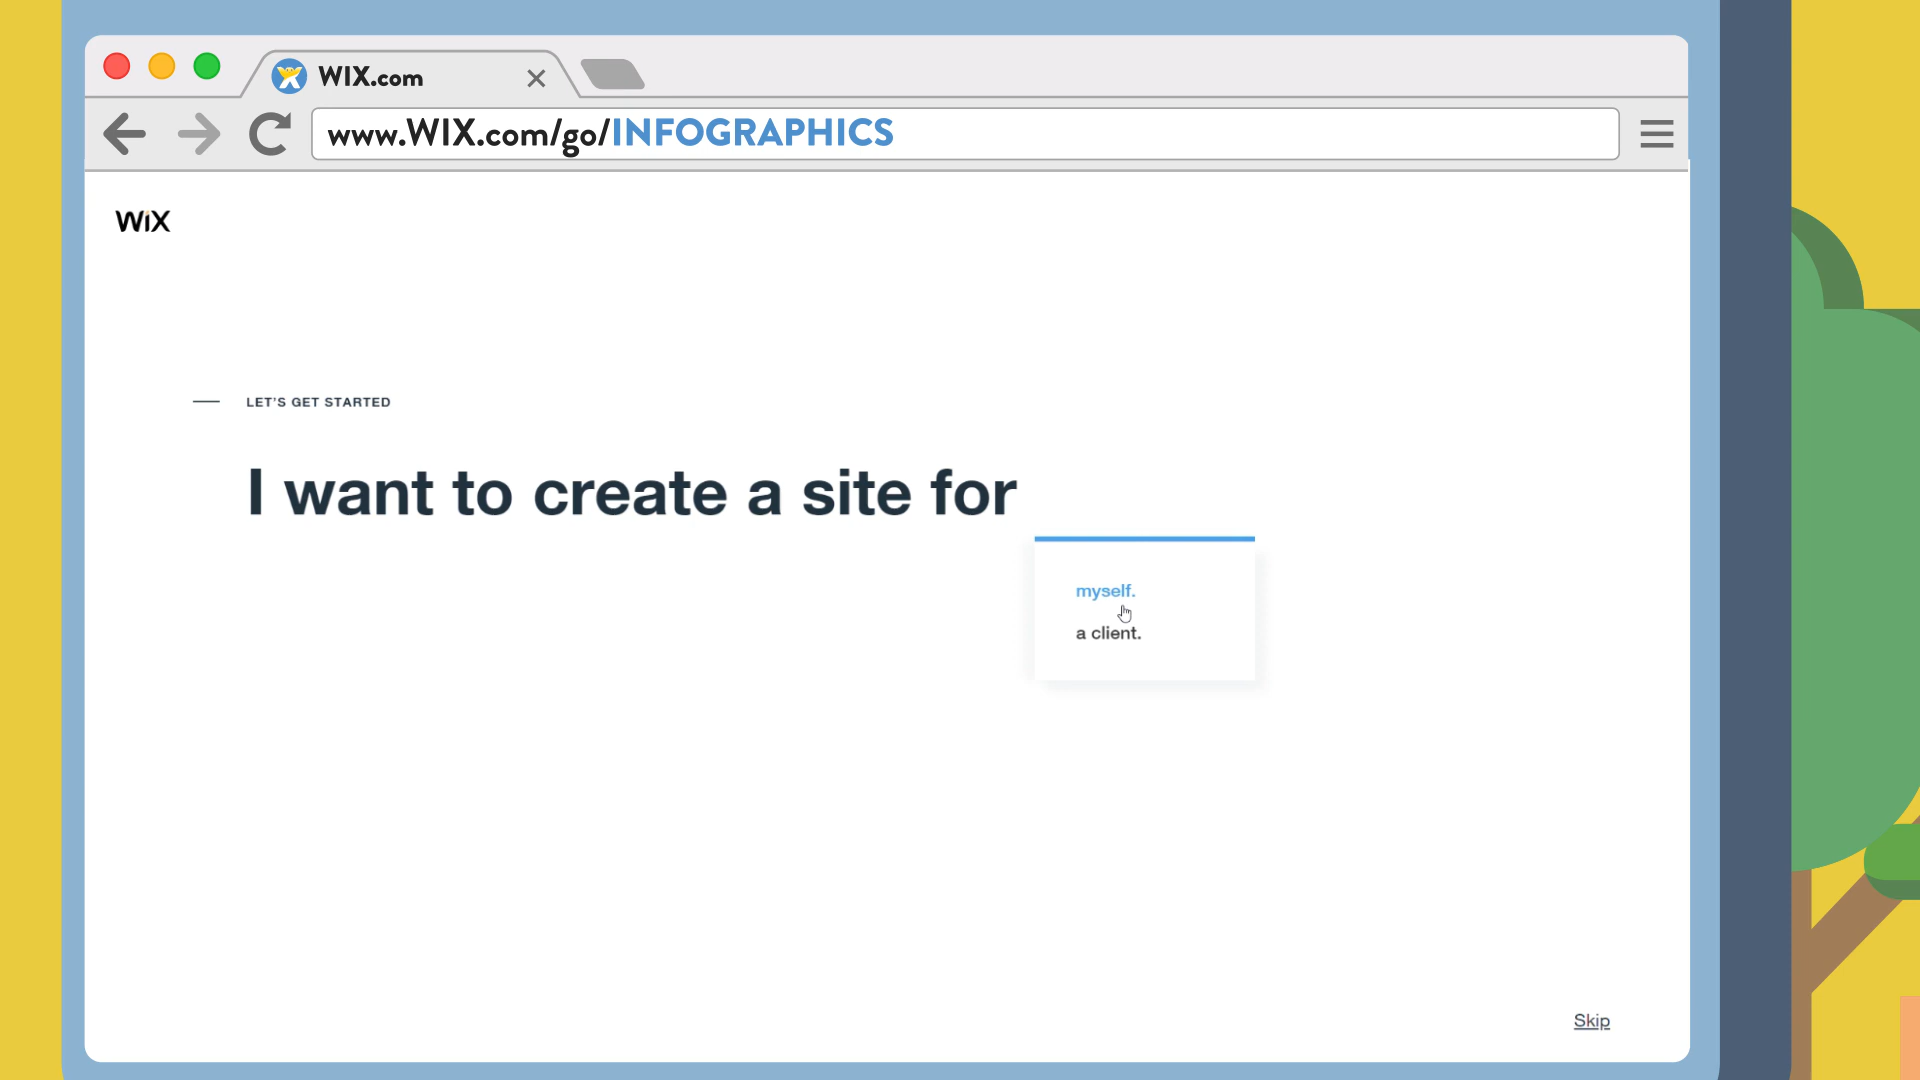 WIX.com
www.WIX.com/go/INFOGRAPHICS
WiX
LET'S GET STARTED
I want to create a site for
myself.
a client.
Skip